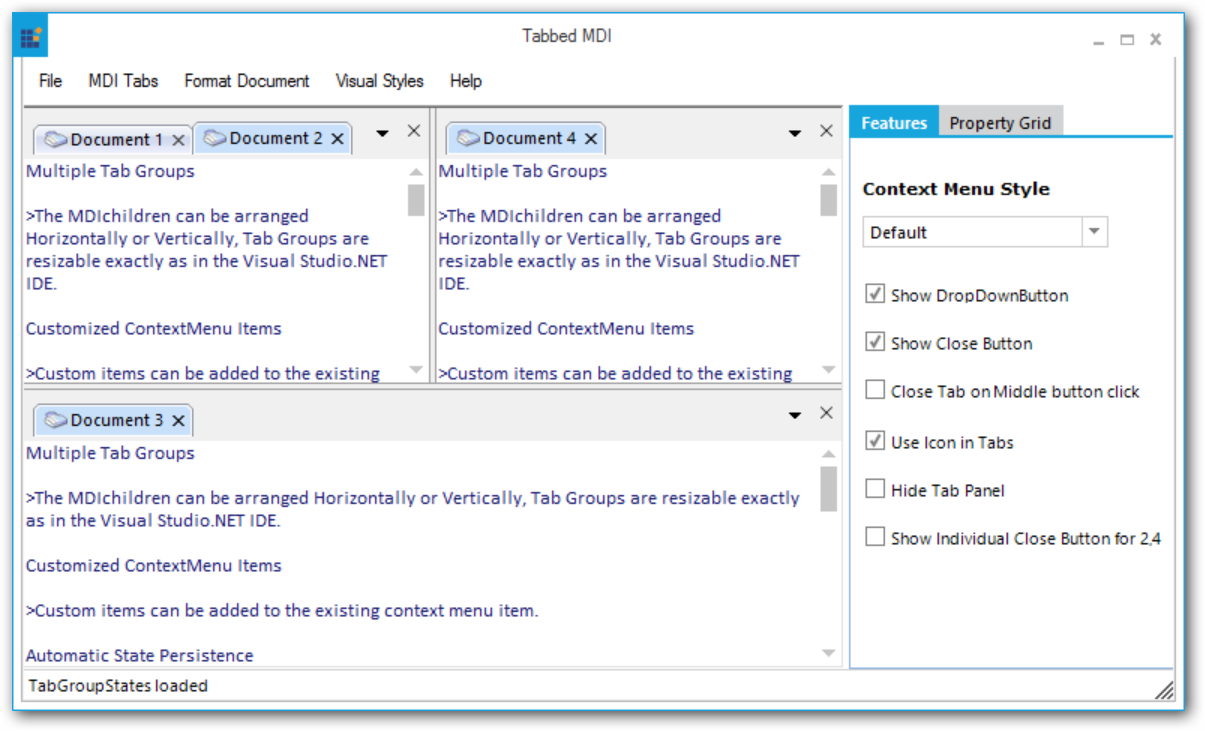 Tabbed MDI
File MDI Tabs Format Document Visual Styles Help
Document 1 Document 2
Multiple Tab Groups
>The MDIchildren can be arranged
Horizontally or Vertically, Tab Groups are
resizable exactly as in the Visual Studio.NET
IDE.
Customized ContextMenu Items
>Custom items can be added to the existing
Document 4
Multiple Tab Groups
>The MDIchildren can be arranged
Horizontally or Vertically, Tab Groups are
resizable exactly as in the Visual Studio.NET
IDE.
Customized ContextMenu Items
>Custom items can be added to the existing
Document 3
Multiple Tab Groups
>The MDIchildren can be arranged Horizontally or Vertically, Tab Groups are resizable exactly
as in the Visual Studio.NET IDE.
Customized ContextMenu Items
>Custom items can be added to the existing context menu item.
Automatic State Persistence
Features Property Grid
Context Menu Style
Default
Show DropDownButton
Show Close Button
Close Tab on Middle button click
Use Icon in Tabs
Hide Tab Panel
Show Individual Close Button for 2,4
TabGroupStates loaded